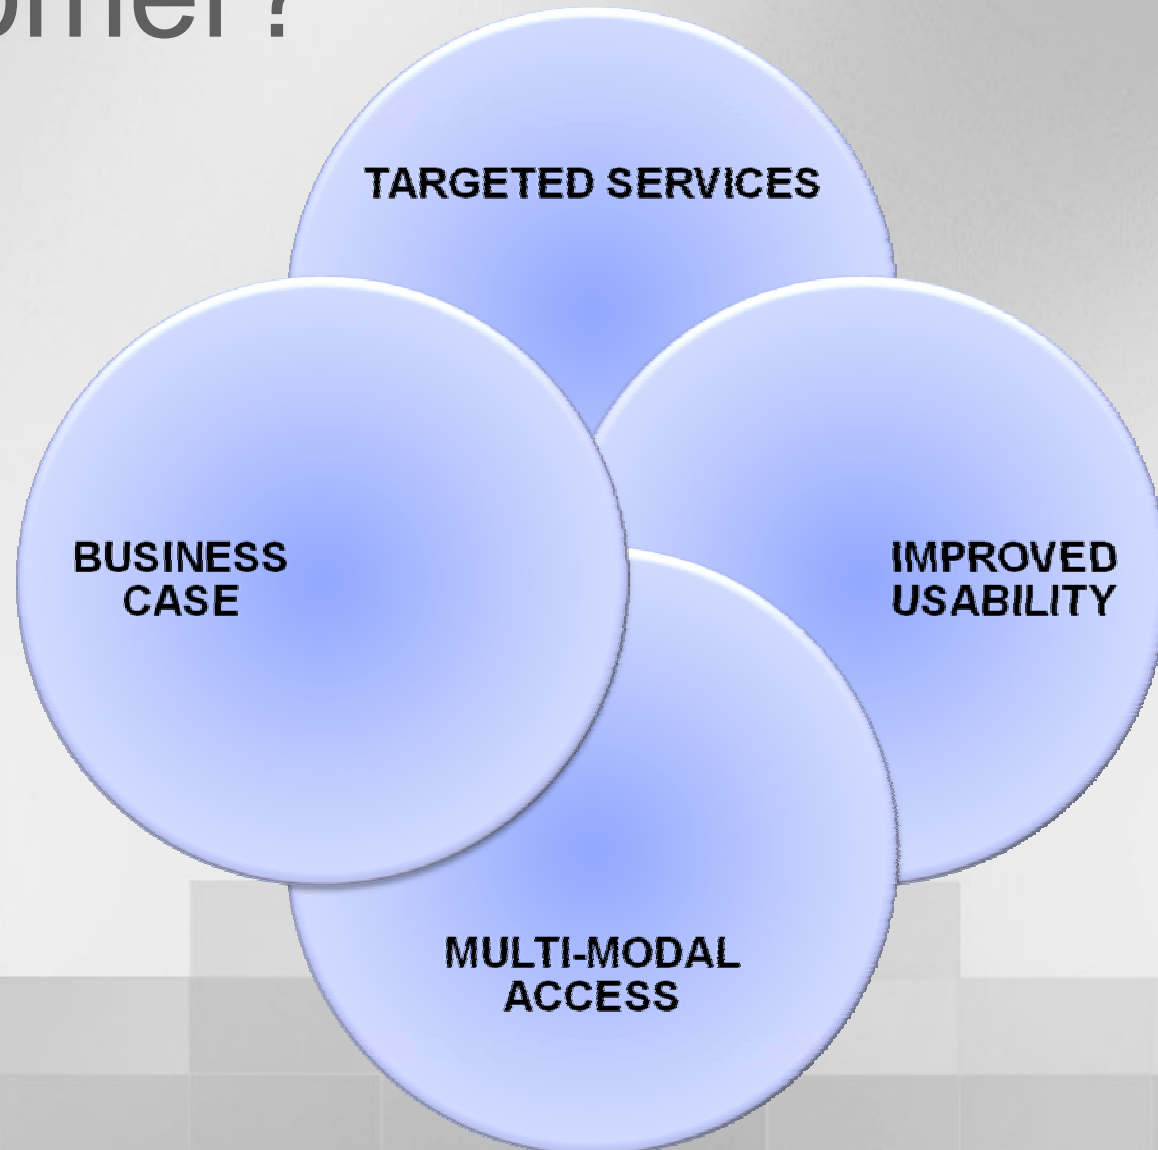 TARGETED SERVICES
BUSINESS
CASE
IMPROVED
USABILITY
MULTI-MODAL
ACCESS